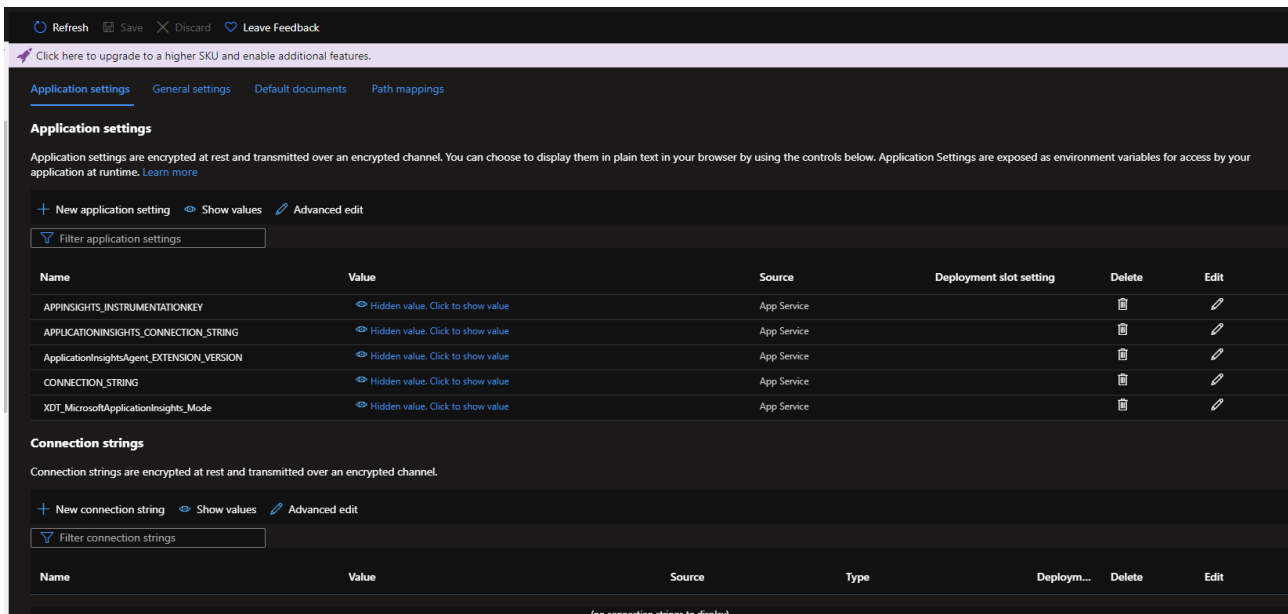 Refresh Save Discard Leave Feedback
Click here to upgrade to a higher SKU and enable additional features.
Application settings General settings Default documents Path mappings
Application settings
Application settings are encrypted at rest and transmitted over an encrypted channel. You can choose to display them in plain text in your browser by using the controls below. Application Settings are exposed as environment variables for access by your
application at runtime. Learn more
New application setting Show values Advanced edit
Filter application settings
Name Value Source Deployment slot setting Delete Edit
APPINSIGHTS_INSTRUMENTATIONKEY Hidden value. Click to show value App Service
APPLICATIONINSIGHTS_CONNECTION_STRING Hidden value. Click to show value App Service
ApplicationInsightsAgent_EXTENSION_VERSION Hidden value. Click to show value App Service
CONNECTION_STRING Hidden value. Click to show value App Service
XDT_MicrosoftApplicationInsights_Mode Hidden value. Click to show value App Service
Connection strings
Connection strings are encrypted at rest and transmitted over an encrypted channel.
New connection string Show values Advanced edit
Filter connection strings
Name Value Source Type Deploym... Delete Edit
(no connection strings to display)